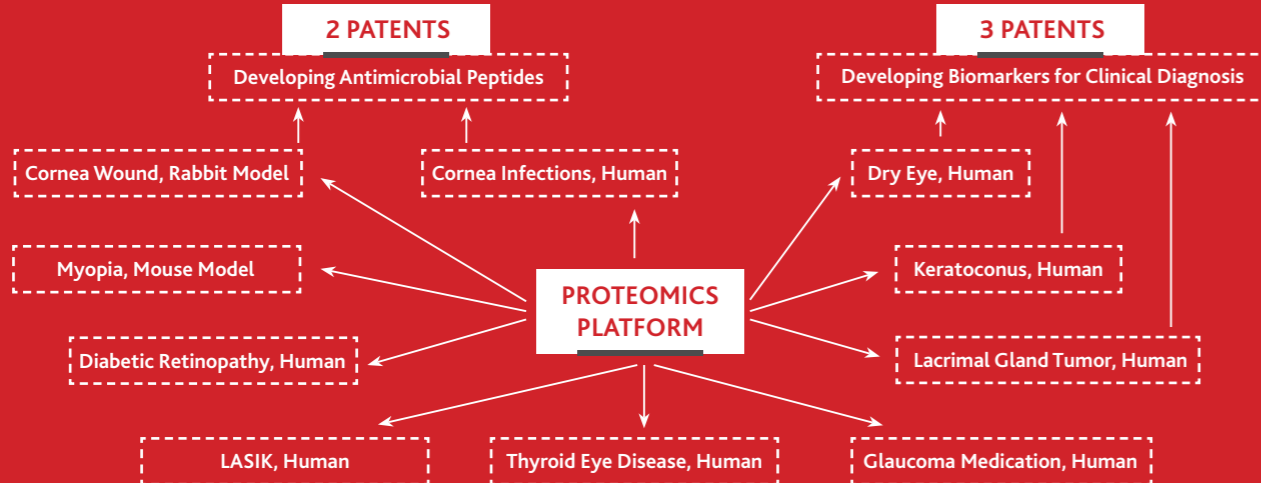 2 PATENTS
3 PATENTS
Developing Antimicrobial Peptides
Developing Biomarkers for Clinical Diagnosis
Cornea Wound, Rabbit Model
Cornea Infections, Human
Dry Eye, Human
Myopia, Mouse Model
Keratoconus, Human
PROTEOMICS
PLATFORM
Diabetic Retinopathy, Human
Lacrimal Gland Tumor, Human
LASIK, Human
Thyroid Eye Disease, Human
Glaucoma Medication, Human